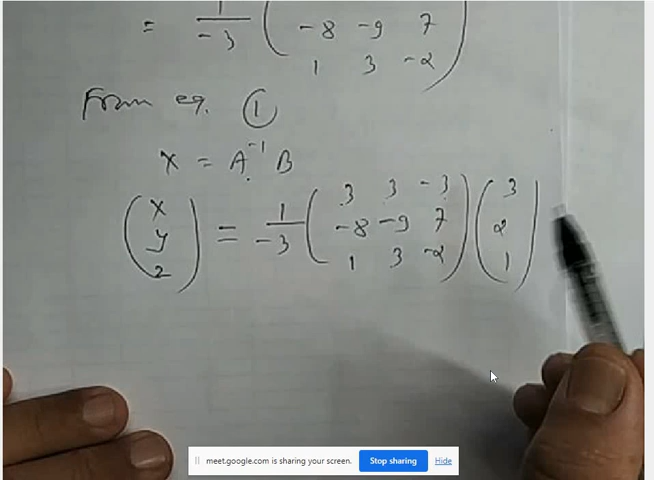 = 1/-3 ( -8 -9 7
1 3 -2 )
From eq. ①
X = A⁻¹ B
( x y z ) = 1/-3 ( 3 3 -3
-8 -9 7
1 3 -2 ) ( 3 2 1 )
meet.google.com is sharing your screen. Stop sharing Hide